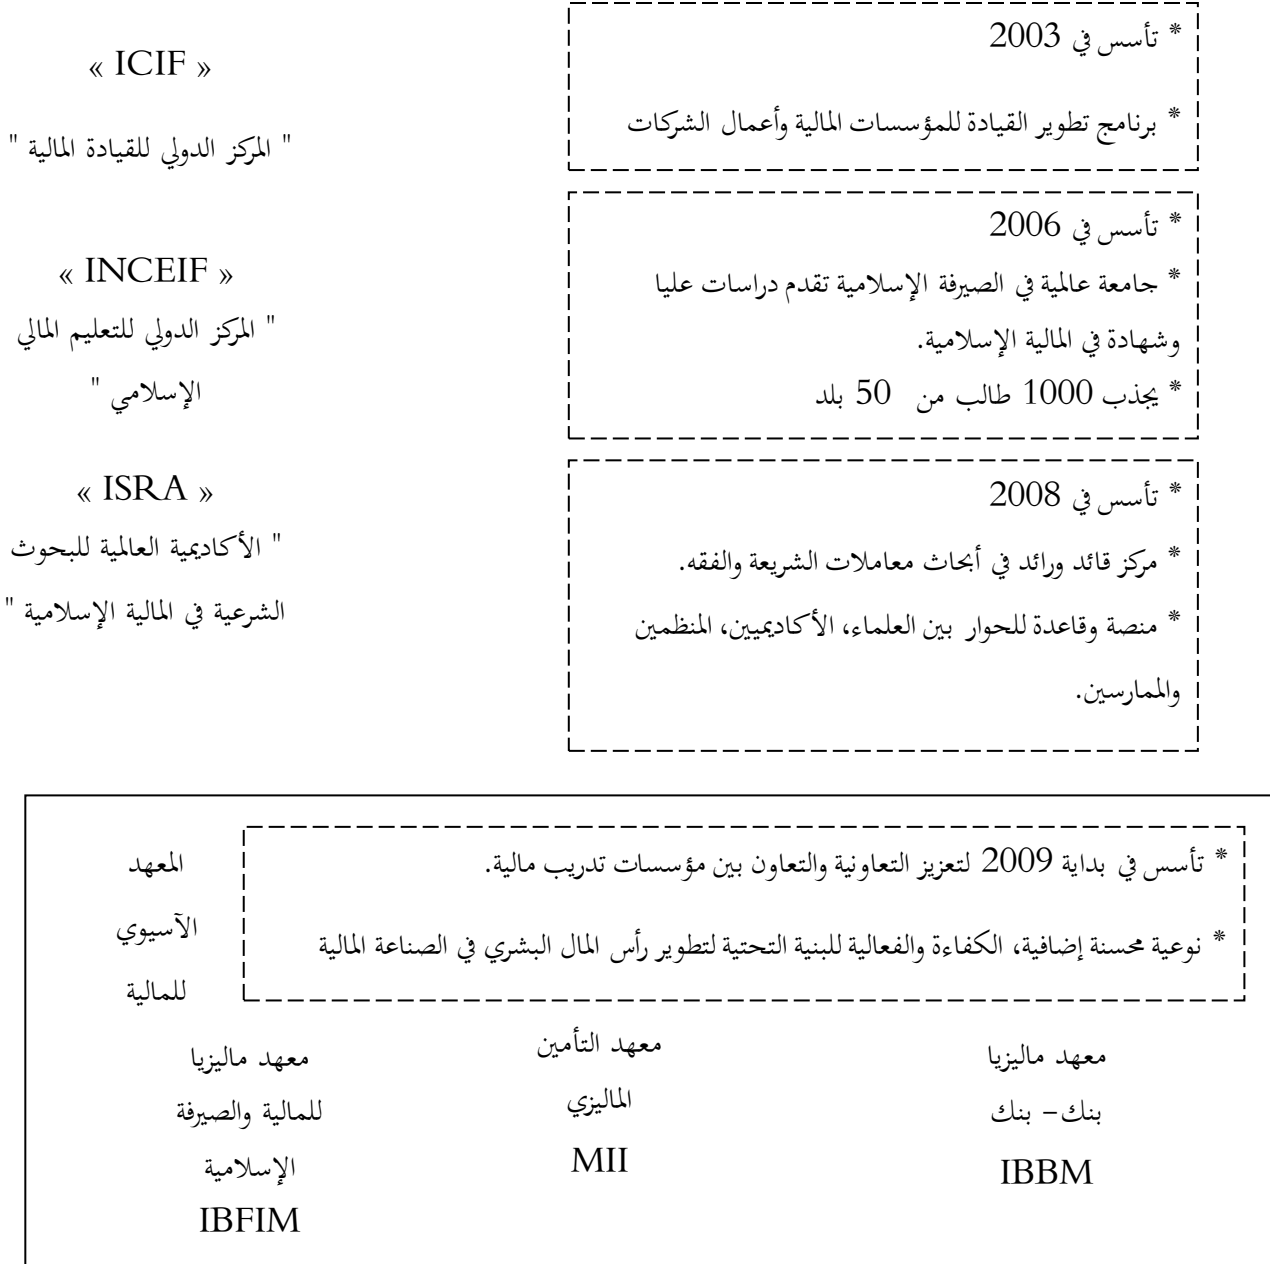 * تأسس في 2003
* برنامج تطوير القيادة للمؤسسات المالية وأعمال الشركات
« ICIF »
" المركز الدولي للقيادة المالية "
* تأسس في 2006
* جامعة عالمية في الصيرفة الإسلامية تقدم دراسات عليا
وشهادة في المالية الإسلامية.
* يجذب 1000 طالب من 50 بلد
« INCEIF »
" المركز الدولي للتعليم المالي
الإسلامي "
* تأسس في 2008
* مركز قائد ورائد في أبحاث معاملات الشريعة والفقه.
* منصة وقاعدة للحوار بين العلماء، الأكاديميين، المنظمين
والممارسين.
« ISRA »
" الأكاديمية العالمية للبحوث
الشرعية في المالية الإسلامية "
* تأسس في بداية 2009 لتعزيز التعاونية والتعاون بين مؤسسات تدريب مالية.
* نوعية محسنة إضافية، الكفاءة والفعالية للبنية التحتية لتطوير رأس المال البشري في الصناعة المالية
المعهد
الآسيوي
للمالية
معهد ماليزيا
بنك – بنك
IBBM
معهد التأمين
الماليزي
MII
معهد ماليزيا
للمالية والصيرفة
الإسلامية
IBFIM